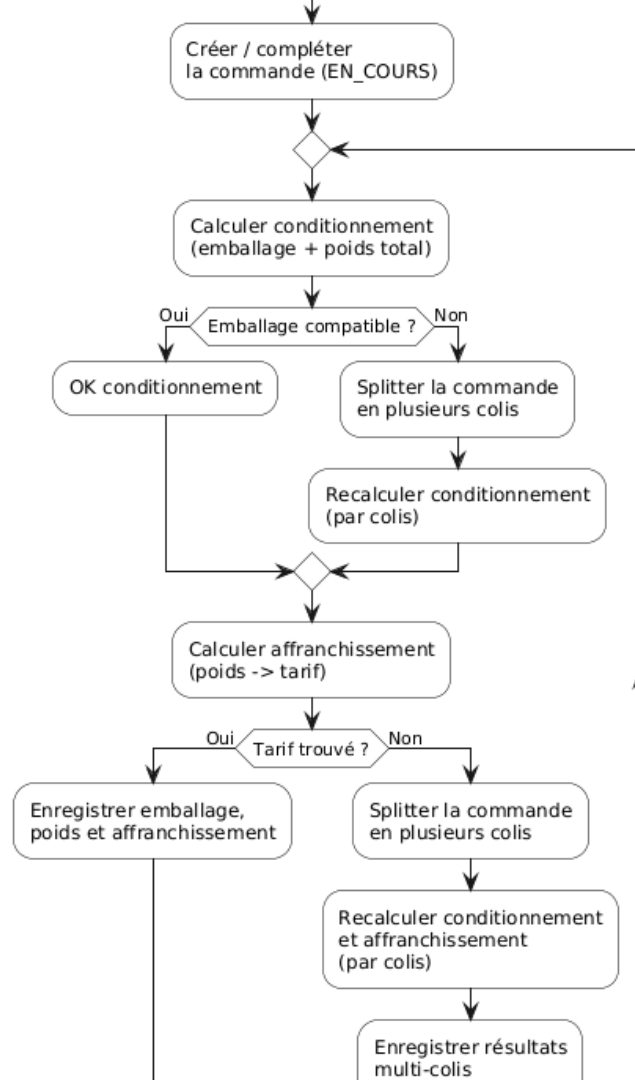 Créer / compléter
la commande (EN_COURS)
Calculer conditionnement
(emballage + poids total)
Oui
Emballage compatible ?
Non
OK conditionnement
Splitter la commande
en plusieurs colis
Recalculer conditionnement
(par colis)
Calculer affranchissement
(poids -> tarif)
Oui
Tarif trouvé ?
Non
Enregistrer emballage,
poids et affranchissement
Splitter la commande
en plusieurs colis
Recalculer conditionnement
et affranchissement
(par colis)
Enregistrer résultats
multi-colis